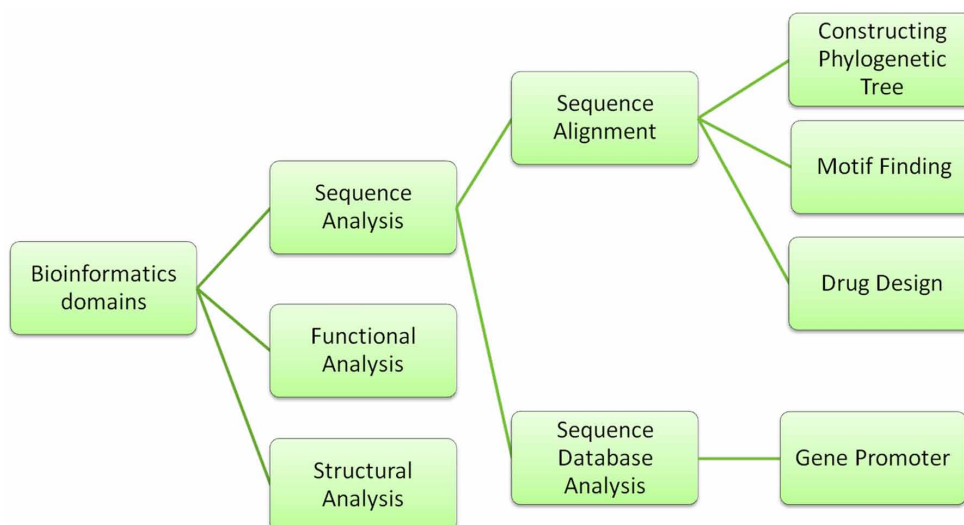 Bioinformatics
domains
Sequence
Analysis
Functional
Analysis
Structural
Analysis
Sequence
Alignment
Sequence
Database
Analysis
Constructing
Phylogenetic
Tree
Motif Finding
Drug Design
Gene Promoter